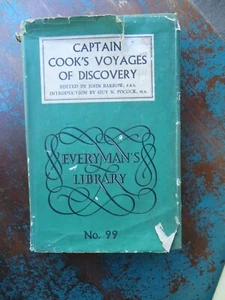 CAPTAIN
COOK'S VOYAGES
OF DISCOVERY
EDITED BY JOHN BARROW, F.R.S.
INTRODUCTION BY GUY N. POCOCK, M.A.
EVERYMAN'S
LIBRARY
No. 99